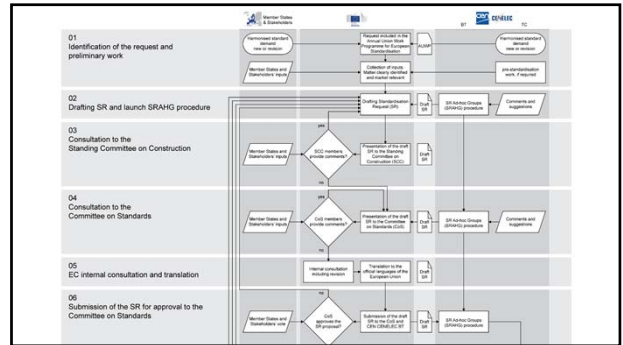 Member States
& Stakeholders
cen CENELEC
BT
TC
01
Identification of the request and
preliminary work
Harmonised standard
demand
new or revision
Request included in the
Annual Union Work
Programme for European
Standardisation
AUWP
Harmonised standard
demand
new or revision
Member States and
Stakeholders' inputs
Collection of inputs
Matter clearly identified
and market relevant
pre-standardisation
work, if required
02
Drafting SR and launch SRAHG procedure
Drafting Standardisation
Request (SR)
Draft
SR
SR Ad-hoc Groups
(SRAHG) procedure
Comments and
suggestions
03
Consultation to the
Standing Committee on Construction
yes
Member States and
Stakeholders' inputs
SCC members
provide comments?
Presentation of the draft
SR to the Standing
Committee on
Construction (SCC)
Draft
SR
no
04
Consultation to the
Committee on Standards
yes
Member States and
Stakeholders' inputs
CoS members
provide comments?
Presentation of the draft
SR to the Committee
on Standards (CoS)
Draft
SR
SR Ad-hoc Groups
(SRAHG) procedure
Comments and
suggestions
no
05
EC internal consultation and translation
Internal consultation
including revision
Translation to the
official languages of the
European Union
Draft
SR
06
Submission of the SR for approval to the
Committee on Standards
no
Member States and
Stakeholders' vote
CoS
approves the
SR proposal?
Submission of the draft
SR to the CoS and
CEN CENELEC BT
Draft
SR
SR Ad-hoc Groups
(SRAHG) procedure